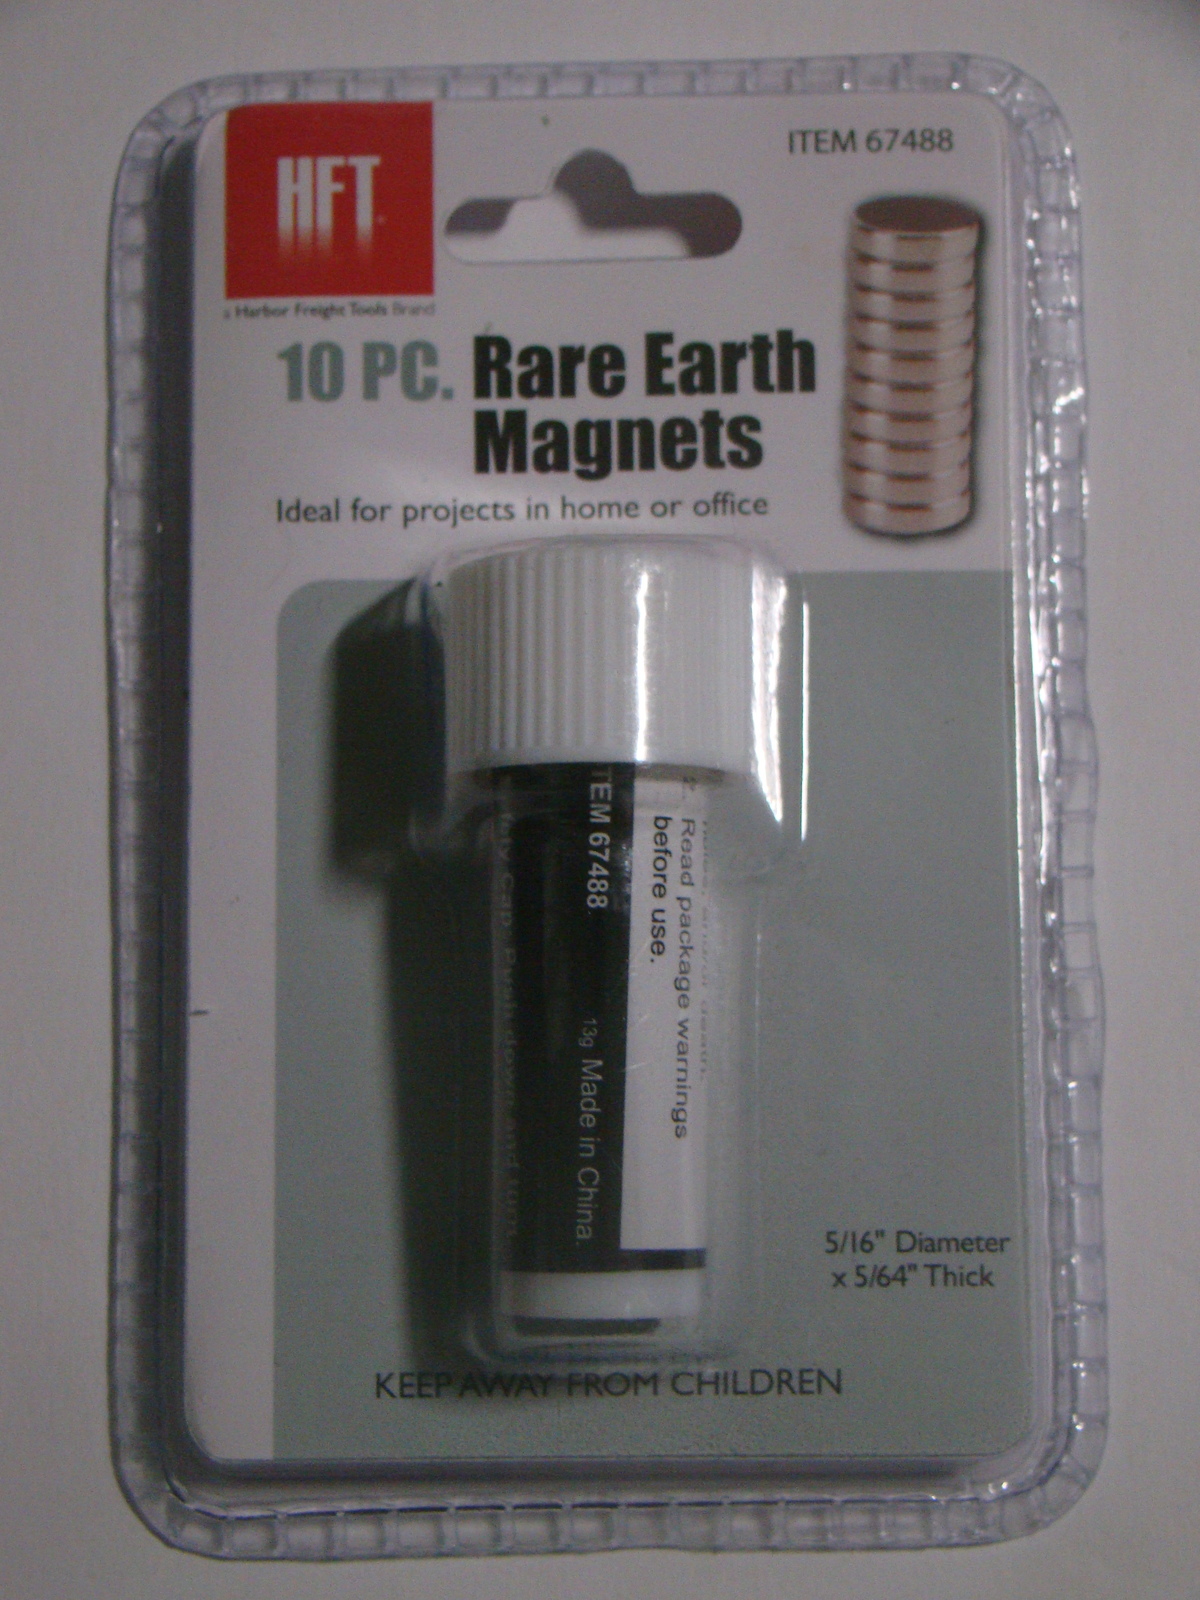 HFT
a Harbor Freight Tools Brand
ITEM 67488
10 PC. Rare Earth
Magnets
Ideal for projects in home or office
Read package warnings
before use.
TEM 67488
13g Made in China.
5/16" Diameter
x 5/64" Thick
KEEP AWAY FROM CHILDREN